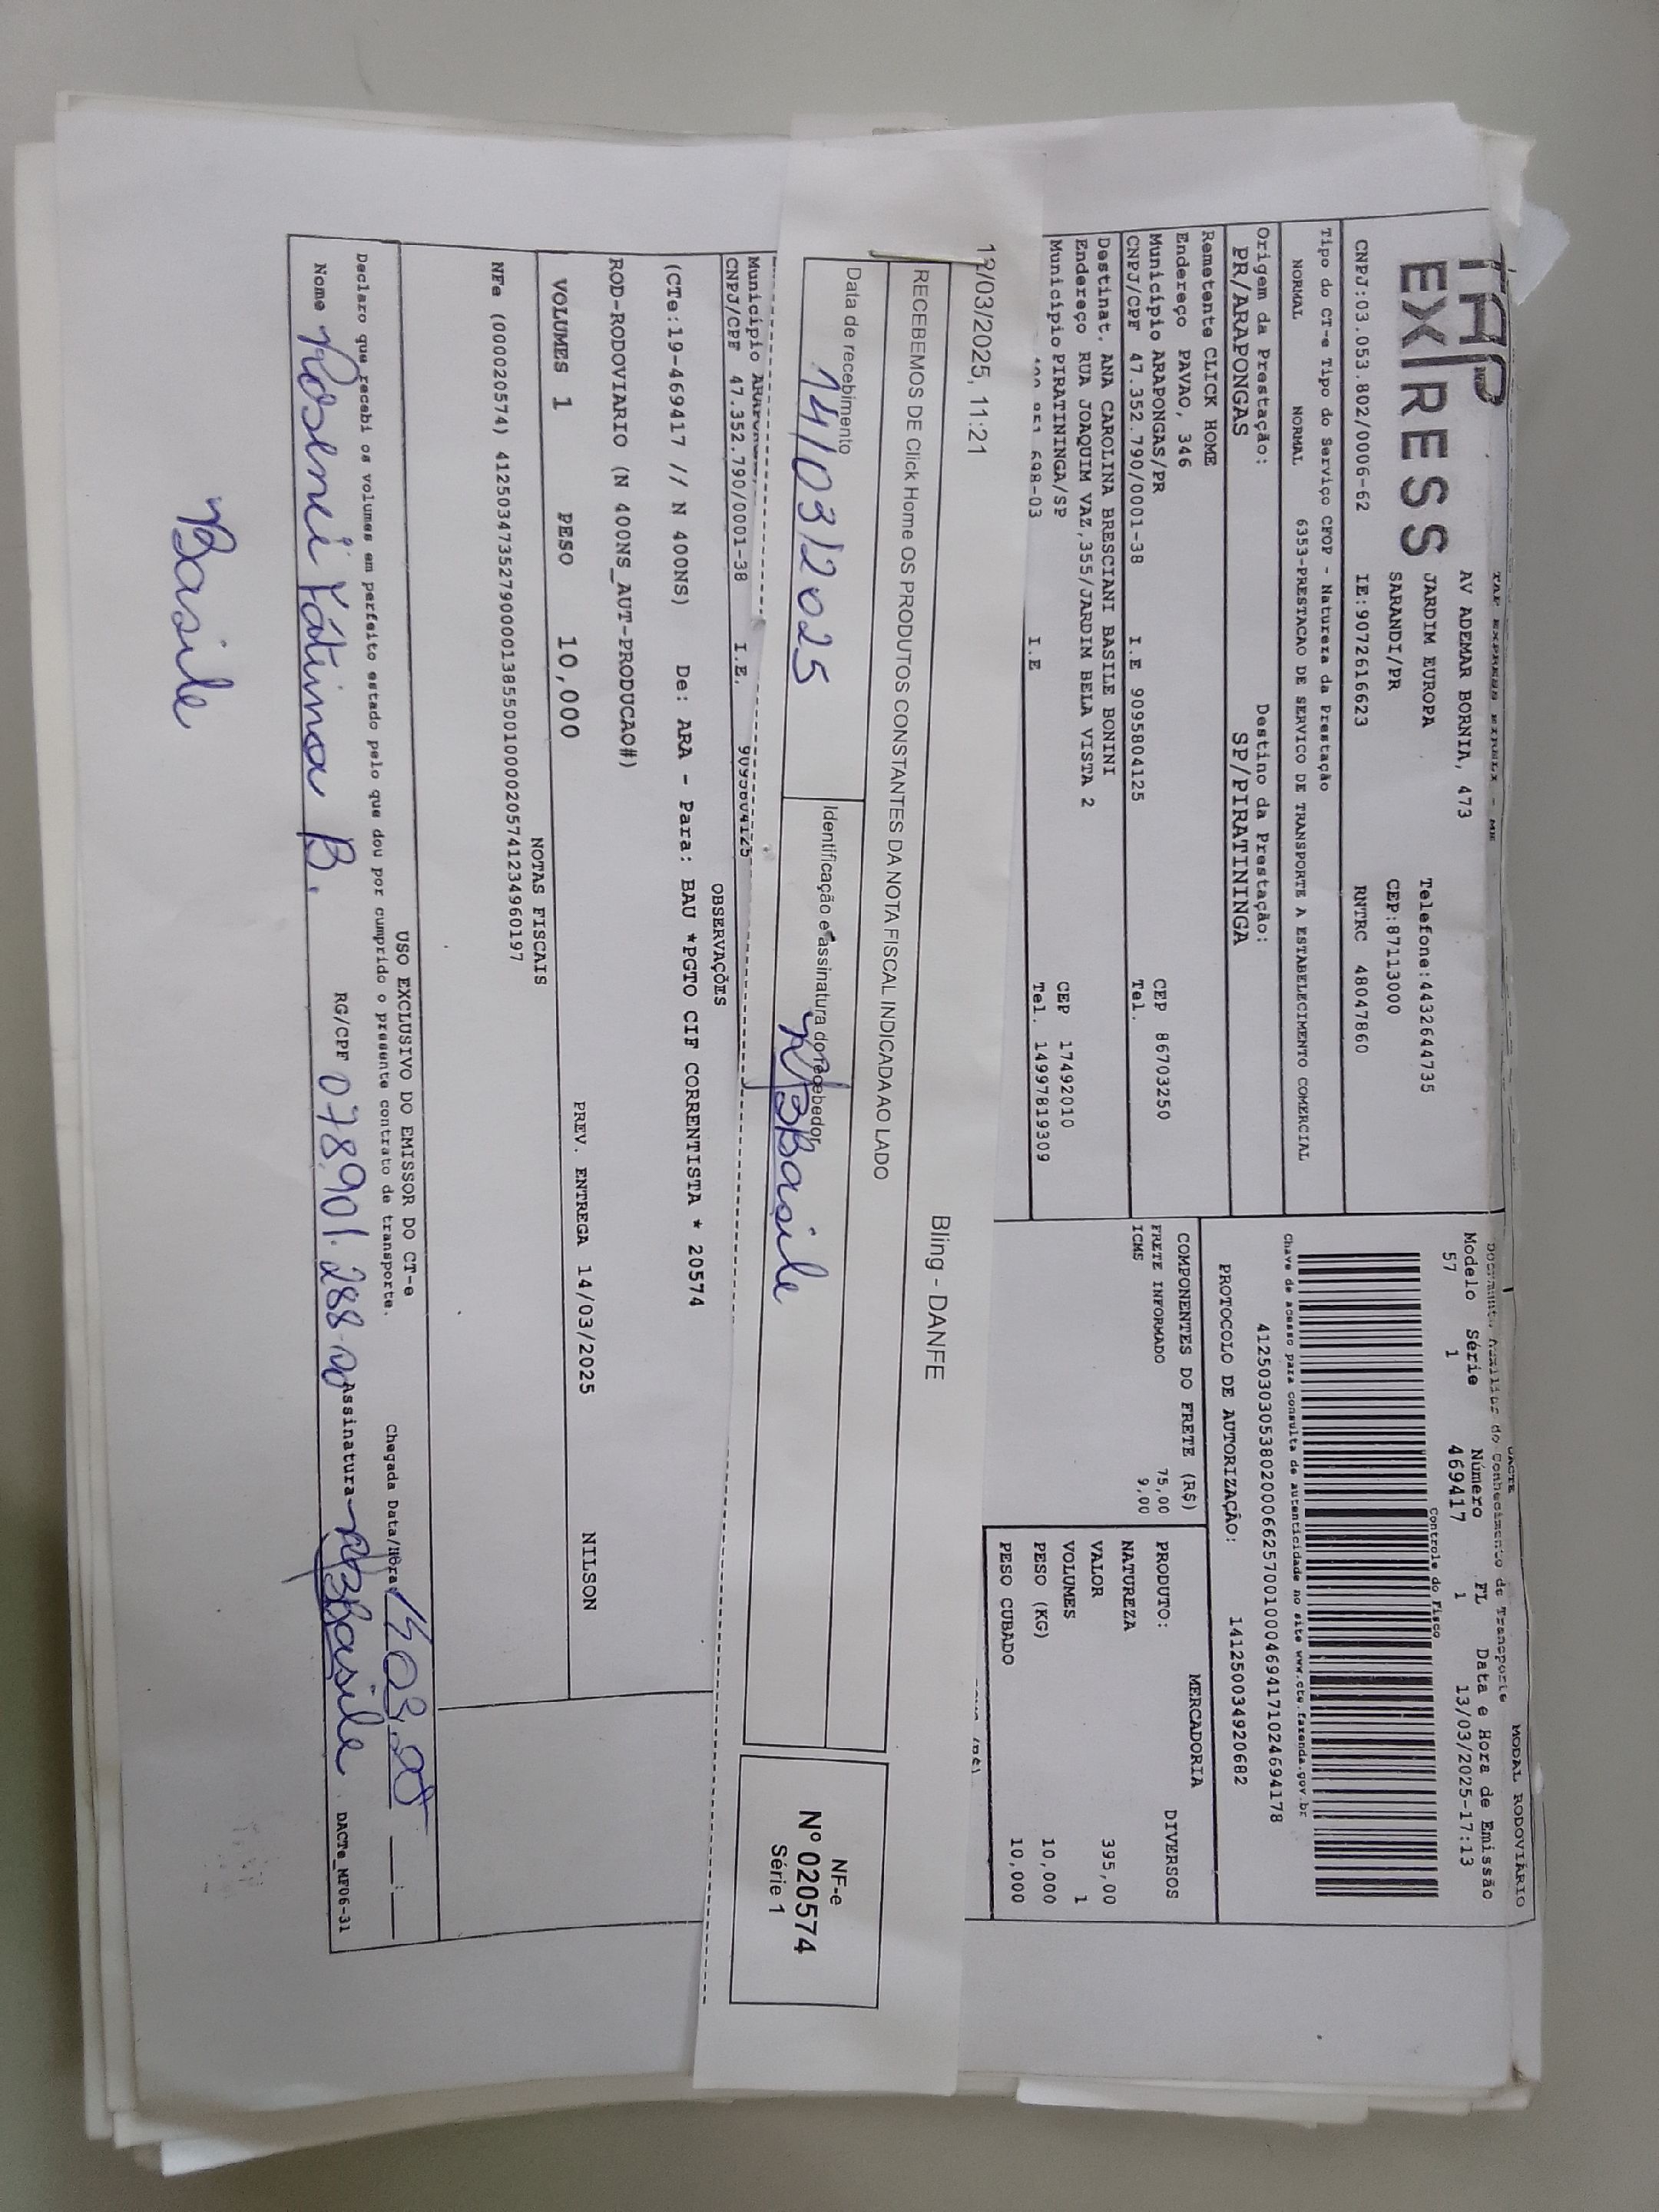 TAP EXPRESS EIRELI - ME
TAP
EXPRESS
AV ADEMAR BORNIA, 473
JARDIM EUROPA
SARANDI/PR
Telefone:4432644735
CEP:87113000
CNPJ:03.053.802/0006-62 IE:9072616623 RNTRC 48047860
Tipo do CT-e Tipo do Serviço CFOP - Natureza da Prestação
NORMAL NORMAL 6353-PRESTACAO DE SERVICO DE TRANSPORTE A ESTABELECIMENTO COMERCIAL
Origem da Prestação: Destino da Prestação:
PR/ARAPONGAS SP/PIRATININGA
Remetente CLICK HOME
Endereço PAVAO, 346
Município ARAPONGAS/PR CEP 86703250
CNPJ/CPF 47.352.790/0001-38 I.E 9095804125 Tel.
Destinat. ANA CAROLINA BRESCIANI BASILE BONINI
Endereço RUA JOAQUIM VAZ,355/JARDIM BELA VISTA 2
Município PIRATININGA/SP CEP 17492010
698-03 I.E Tel. 14997819309
DACTE MODAL RODOVIÁRIO
Documento Auxiliar do Conhecimento de Transporte
Modelo Série Número FL Data e Hora de Emissão
57 1 469417 1 13/03/2025-17:13
Controle do Fisco
Chave de acesso para consulta de autenticidade no site www.cte.fazenda.gov.br
41250303053802000662570010004694171024694178
PROTOCOLO DE AUTORIZAÇÃO: 141250034920682
COMPONENTES DO FRETE (R$)
FRETE INFORMADO 75,00
ICMS 9,00
MERCADORIA
PRODUTO: DIVERSOS
NATUREZA
VALOR 395,00
VOLUMES 1
PESO (KG) 10,000
PESO CUBADO 10,000
12/03/2025, 11:21 Bling - DANFE
RECEBEMOS DE Click Home OS PRODUTOS CONSTANTES DA NOTA FISCAL INDICADA AO LADO
Data de recebimento Identificação e assinatura do recebedor
14/03/2025 RBBasile
NF-e
Nº 020574
Série 1
Município
CNPJ/CPF 47.352.790/0001-38 I.E. 9095804125
OBSERVAÇÕES
(CTe:19-469417 // N 400NS) De: ARA - Para: BAU *PGTO CIF CORRENTISTA * 20574
ROD-RODOVIARIO (N 400NS_AUT-PRODUCAO#)
VOLUMES 1 PESO 10,000 PREV. ENTREGA 14/03/2025 NILSON
NOTAS FISCAIS
NFe (000020574) 41250347352790000138550010000205741234960197
USO EXCLUSIVO DO EMISSOR DO CT-e
Declaro que recebi os volumes em perfeito estado pelo que dou por cumprido o presente contrato de transporte. Chegada Data/Hora
Nome Rosemei Fátima B. RG/CPF 078.901.288-00 Assinatura RBBasile DACTe_MF06-31
Basile